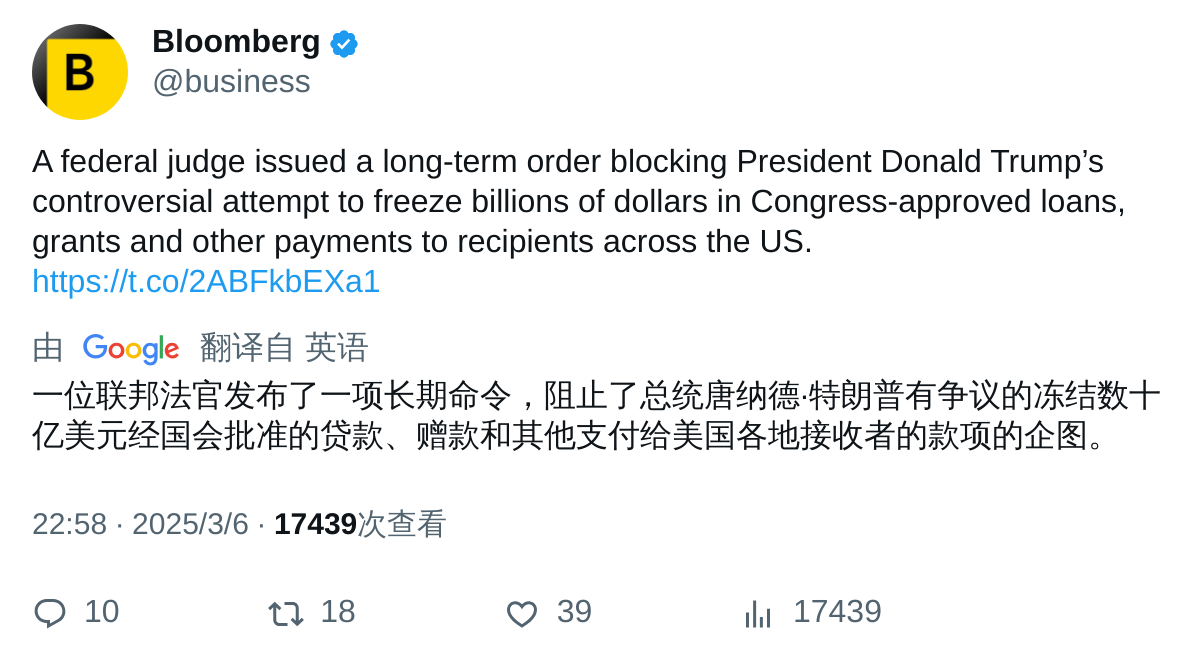 B
Bloomberg
@business
A federal judge issued a long-term order blocking President Donald Trump’s
controversial attempt to freeze billions of dollars in Congress-approved loans,
grants and other payments to recipients across the US.
https://t.co/2ABFkbEXa1
由 Google 翻译自 英语
一位联邦法官发布了一项长期命令，阻止了总统唐纳德·特朗普有争议的冻结数十
亿美元经国会批准的贷款、赠款和其他支付给美国各地接收者的款项的企图。
22:58 · 2025/3/6 · 17439次查看
10 18 39 17439